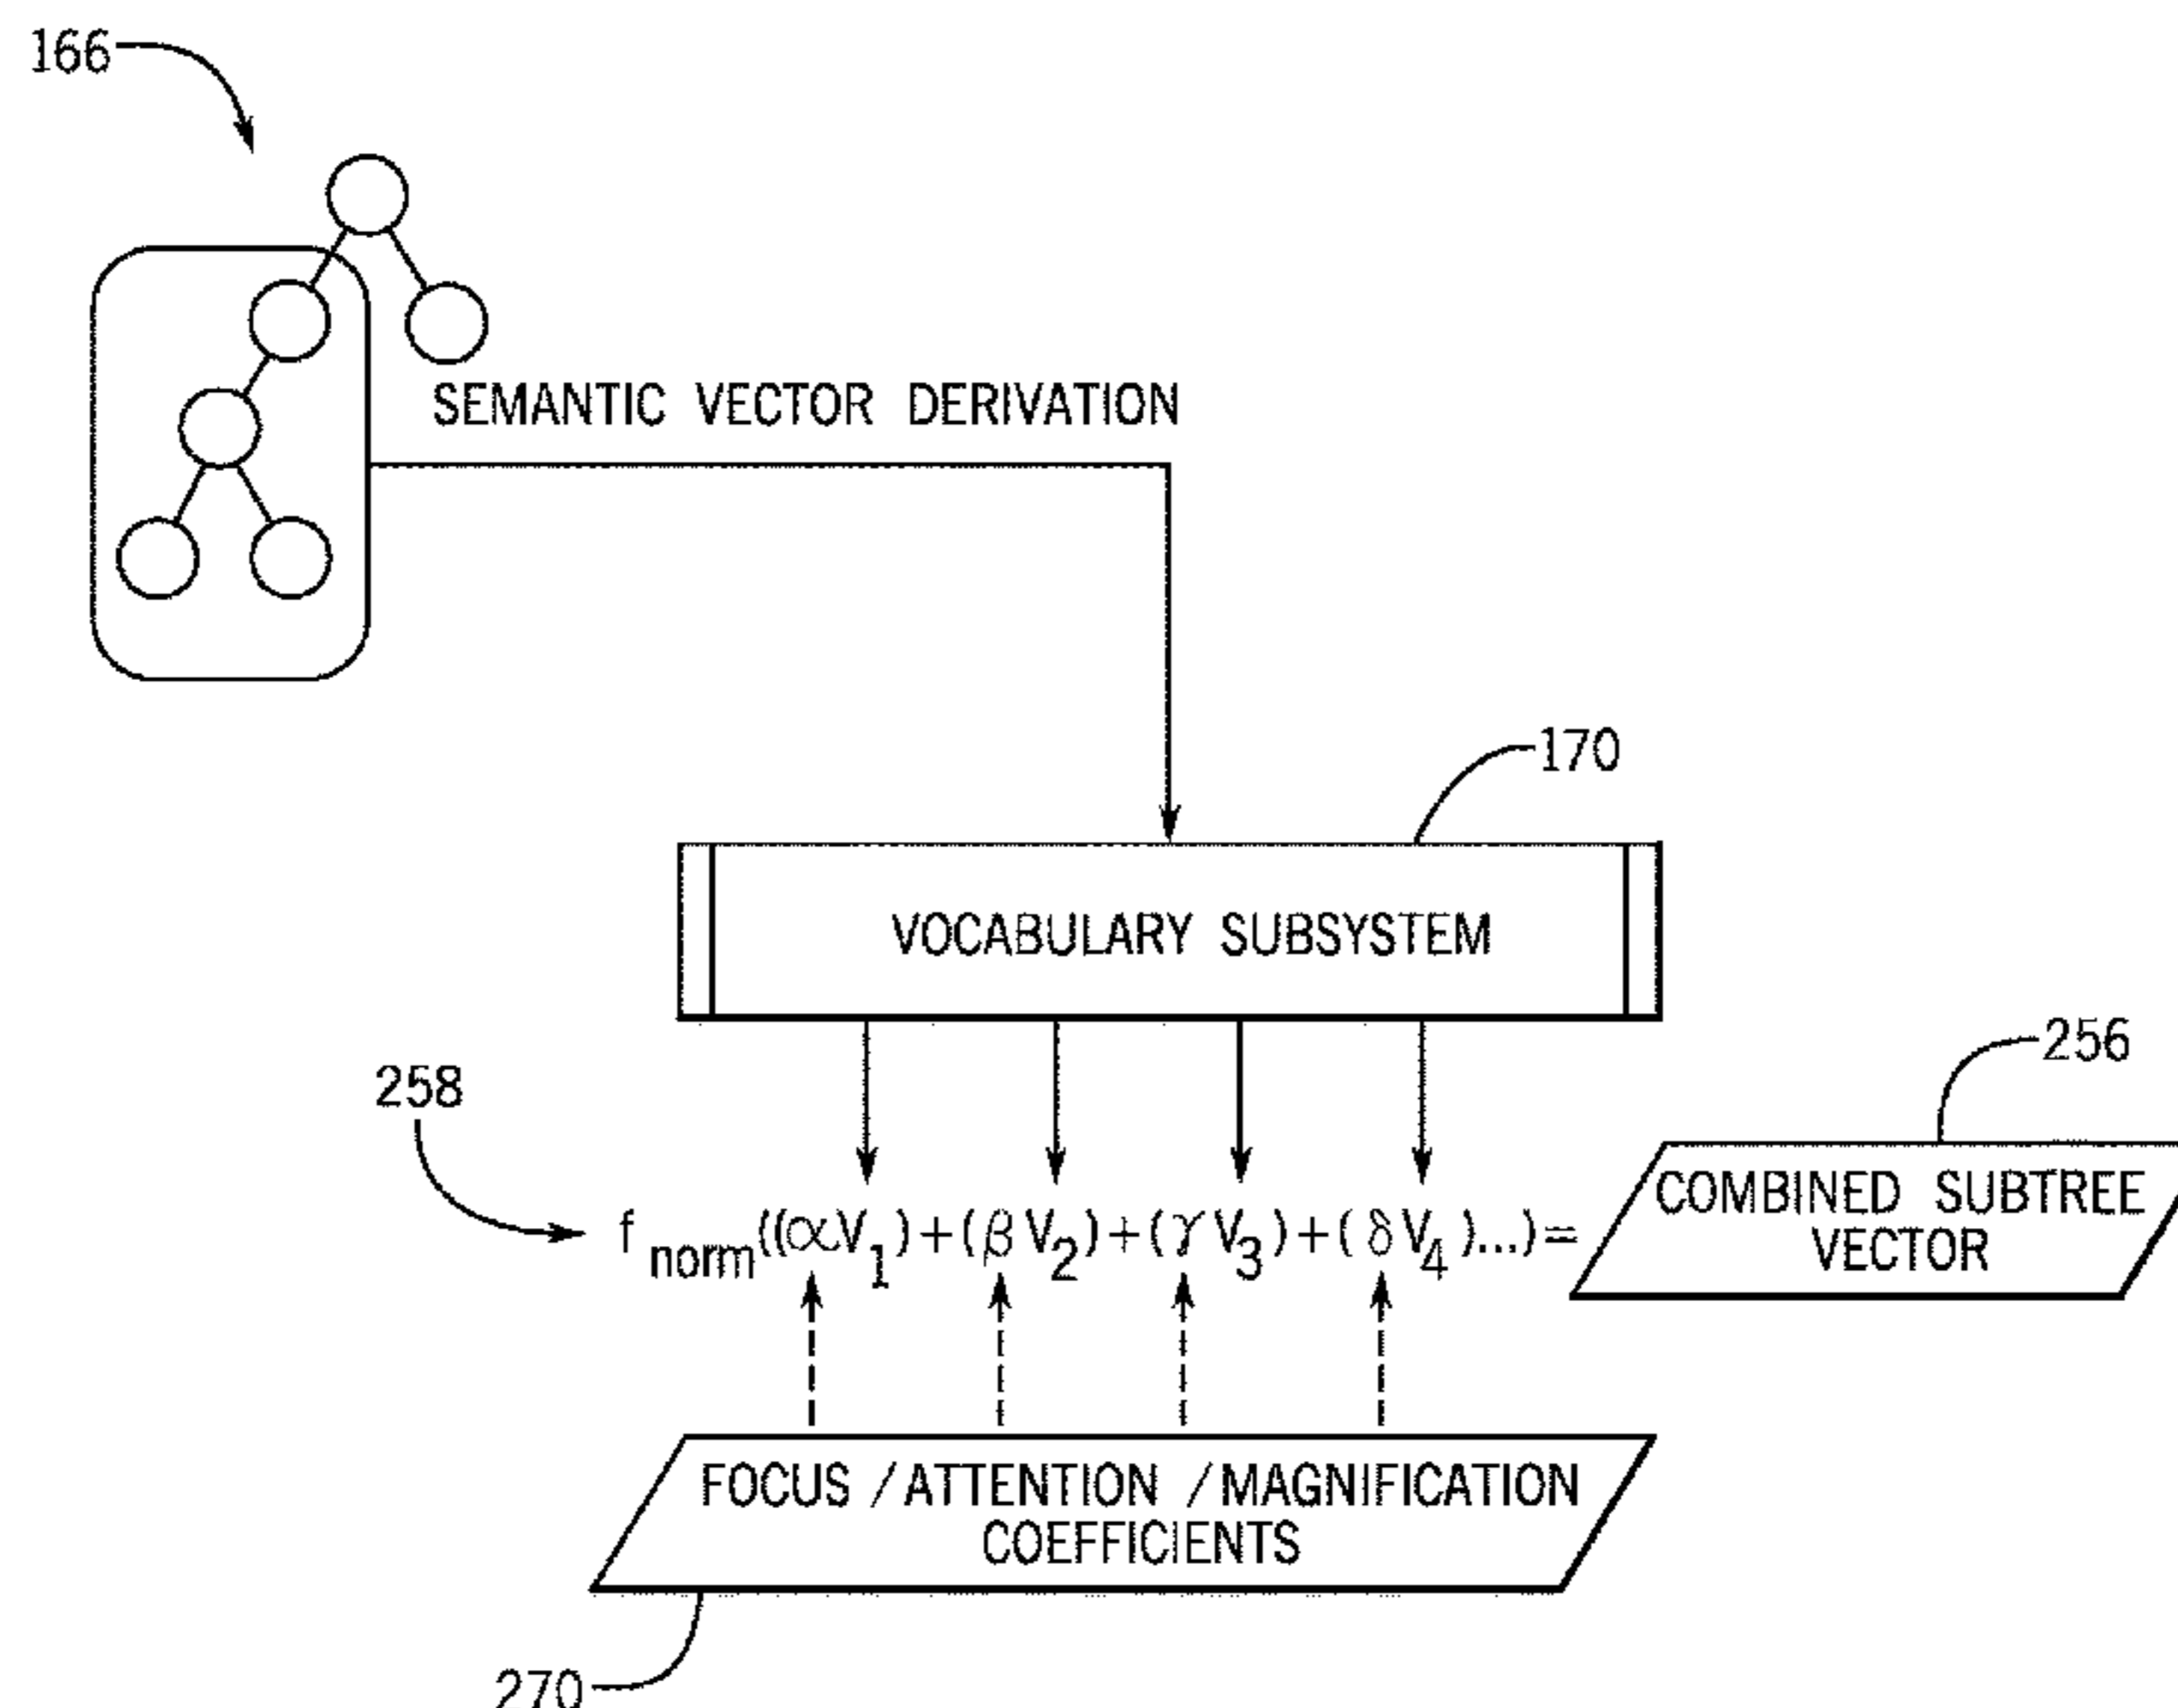 166
SEMANTIC VECTOR DERIVATION
170
VOCABULARY SUBSYSTEM
256
258
f norm((αV1)+(βV2)+(γV3)+(δV4)...)=
COMBINED SUBTREE
VECTOR
FOCUS /ATTENTION /MAGNIFICATION
COEFFICIENTS
270